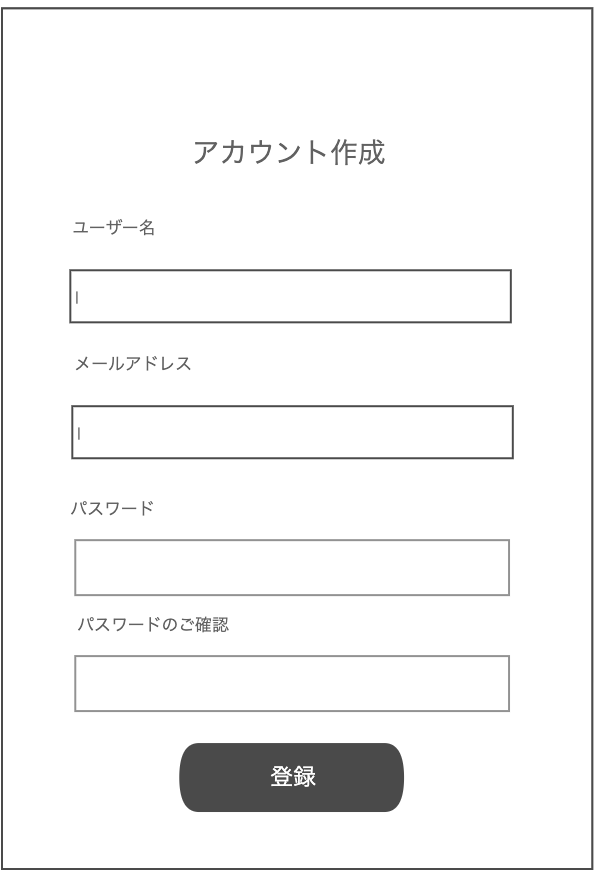 アカウント作成
ユーザー名
メールアドレス
パスワード
パスワードのご確認
登録